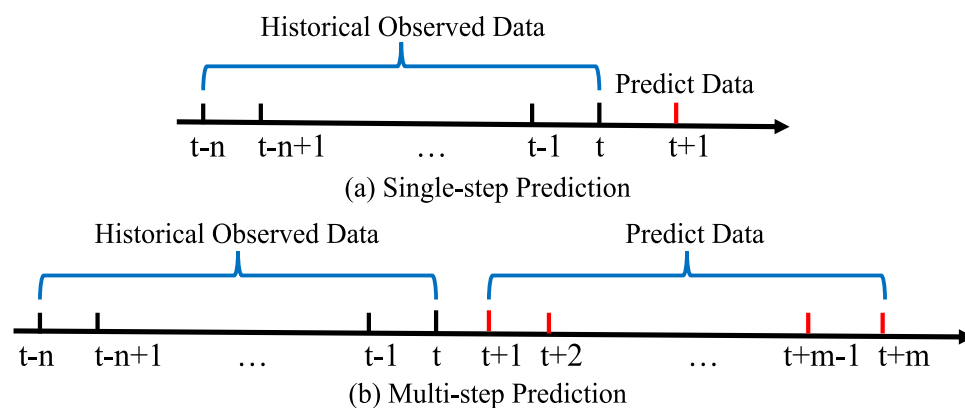 Historical Observed Data
Predict Data
t-n t-n+1 ... t-1 t t+1
(a) Single-step Prediction
Historical Observed Data Predict Data
t-n t-n+1 ... t-1 t t+1 t+2 ... t+m-1 t+m
(b) Multi-step Prediction